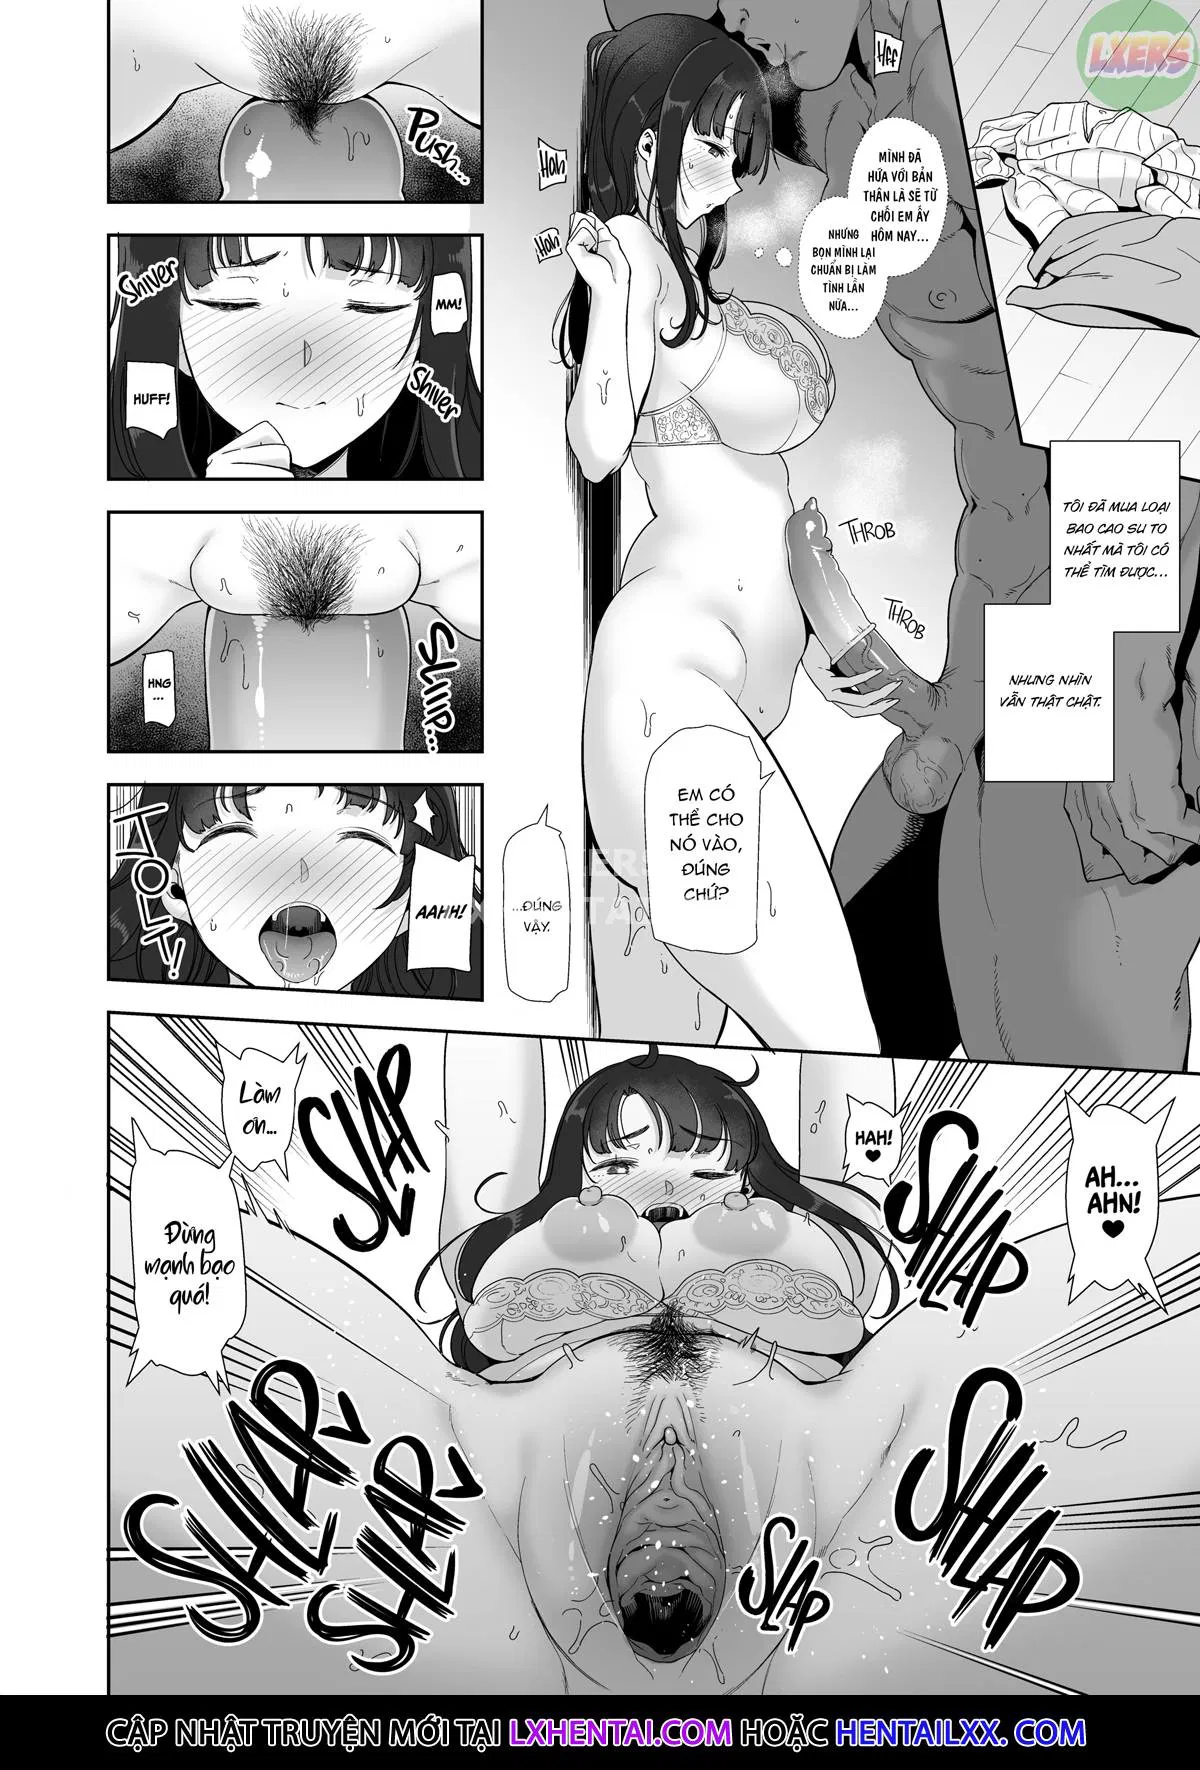 LXERS
Hff
Hah
Hah
MÌNH ĐÃ
HỨA VỚI BẢN
THÂN LÀ SẼ TỪ
CHỐI EM ẤY
HÔM NAY...
NHƯNG
BỌN MÌNH LẠI
CHUẨN BỊ LÀM
TÌNH LẦN
NỮA...
TÔI ĐÃ MUA LOẠI
BAO CAO SU TO
NHẤT MÀ TÔI CÓ
THỂ TÌM ĐƯỢC...
NHƯNG NHÌN
VẪN THẬT CHẬT.
THROB
THROB
EM CÓ
THỂ CHO
NÓ VÀO,
ĐÚNG
CHỨ?
...ĐÚNG
VẬY.
Push...
Shiver
MM!
HUFF!
Shiver
HNG
...
SLIIP...
JOLT!
AAHH!
AH...
AHN!
♥
HAH!
♥
SHLAP
SLAP
Làm
ơn...
Đừng
mạnh bạo
quá!
SHLAP
SHLAP
SLAP
SHLAP
CẬP NHẬT TRUYỆN MỚI TẠI LXHENTAI.COM HOẶC HENTAILXX. COM